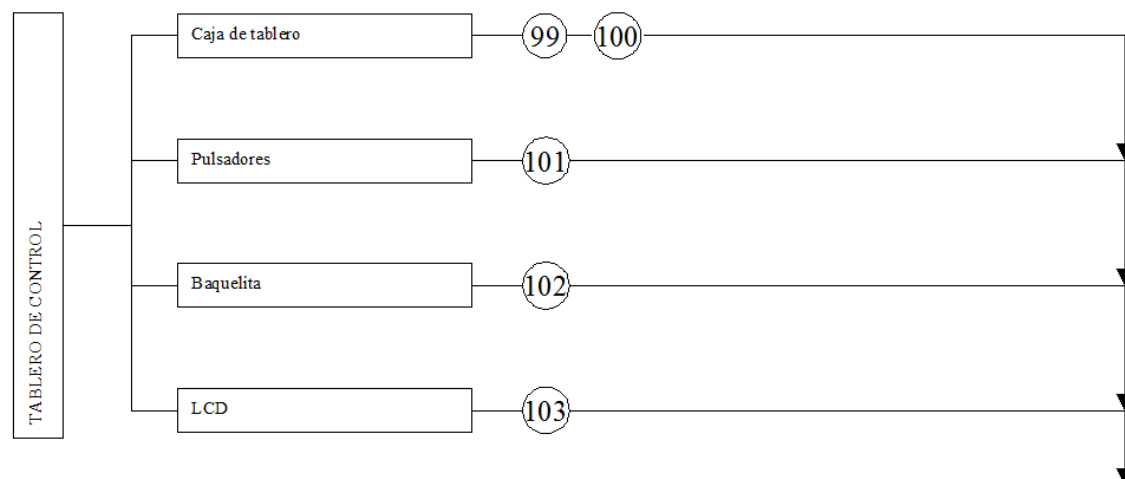 TABLERO DE CONTROL
Caja de tablero
99
100
Pulsadores
101
Baquelita
102
LCD
103